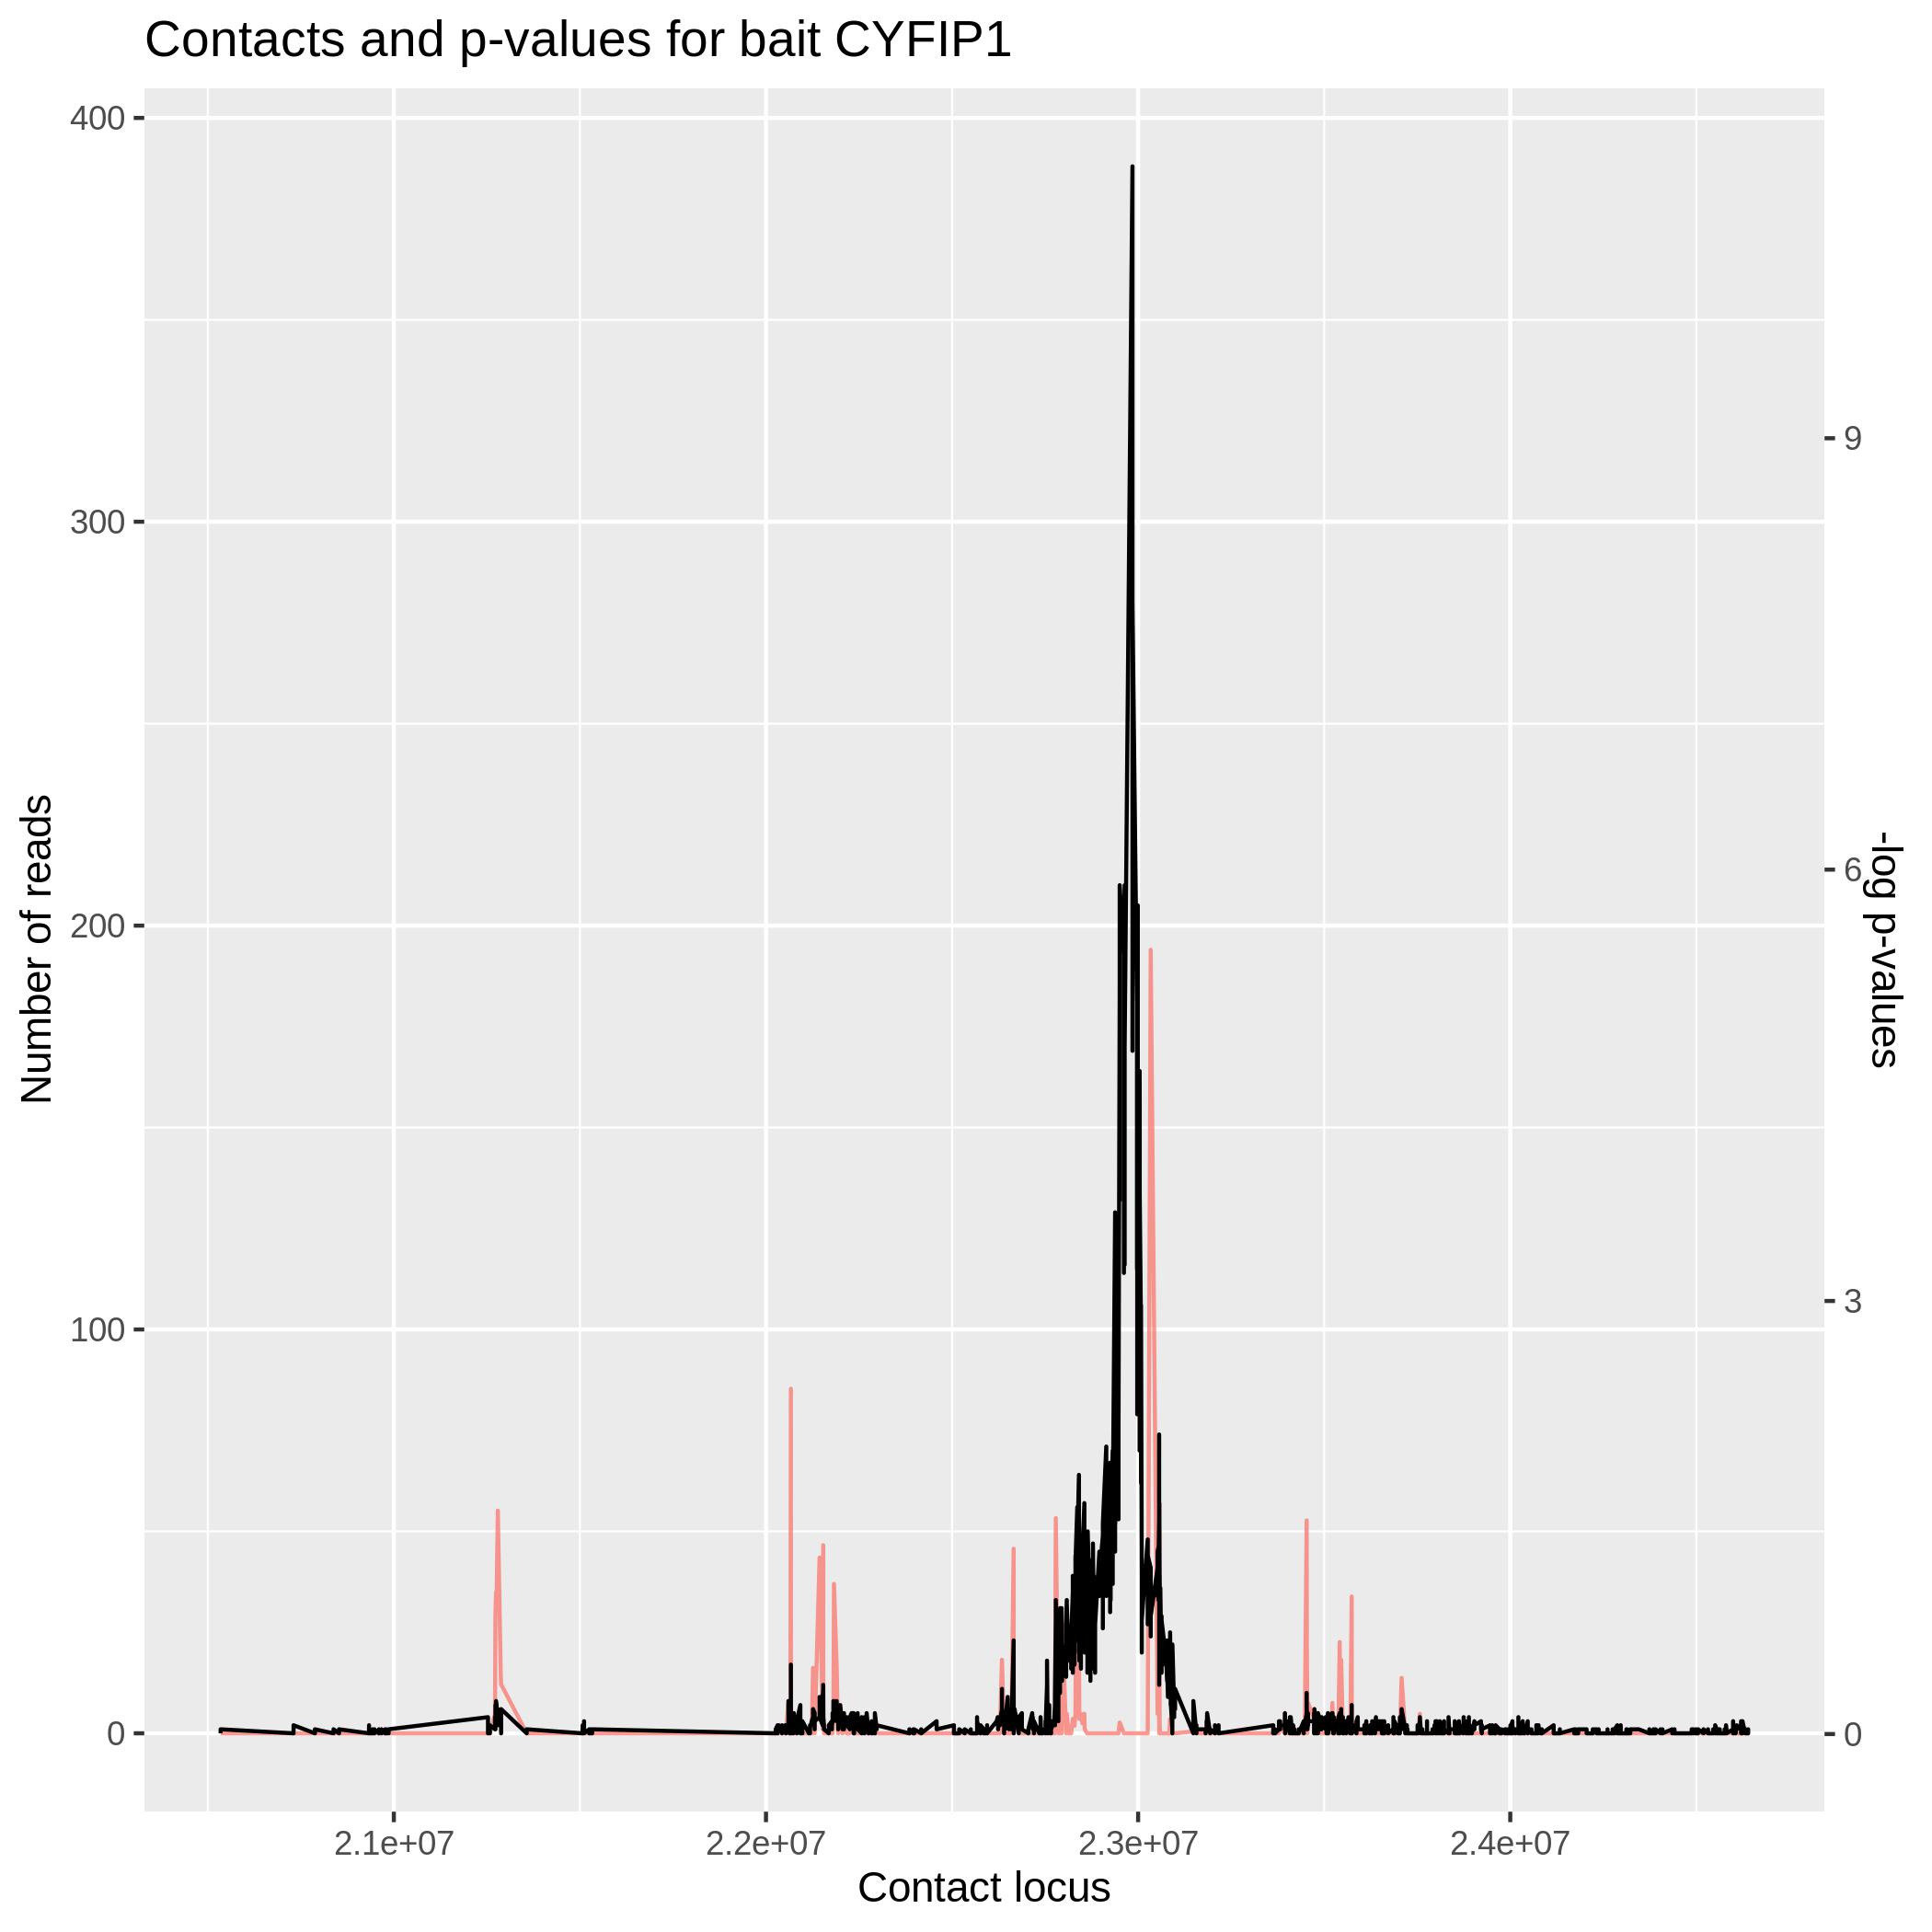 Contacts and p-values for bait CYFIP1
400
300
200
100
0
Number of reads
9
6
3
0
-log p-values
2.1e+07
2.2e+07
2.3e+07
2.4e+07
Contact locus